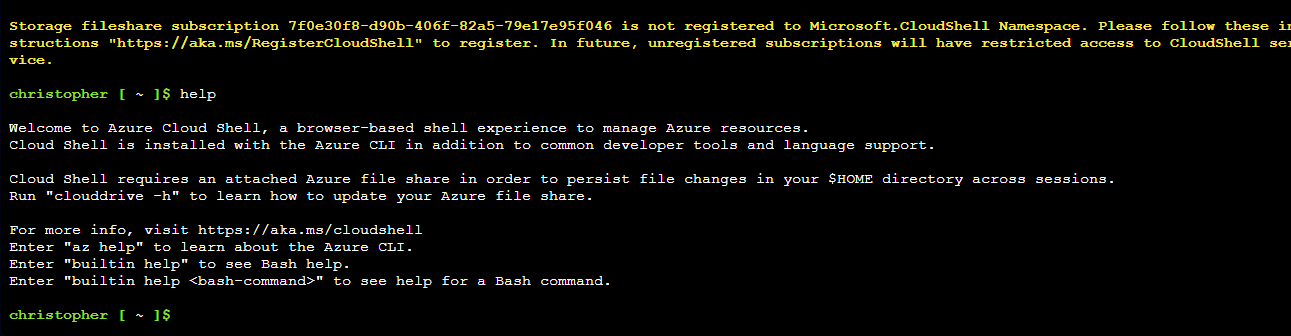 Storage fileshare subscription 7f0e30f8-d90b-406f-82a5-79e17e95f046 is not registered to Microsoft.CloudShell Namespace. Please follow these in
structions "https://aka.ms/RegisterCloudShell" to register. In future, unregistered subscriptions will have restricted access to CloudShell ser
vice.
christopher [ ~ ]$ help
Welcome to Azure Cloud Shell, a browser-based shell experience to manage Azure resources.
Cloud Shell is installed with the Azure CLI in addition to common developer tools and language support.
Cloud Shell requires an attached Azure file share in order to persist file changes in your $HOME directory across sessions.
Run "clouddrive -h" to learn how to update your Azure file share.
For more info, visit https://aka.ms/cloudshell
Enter "az help" to learn about the Azure CLI.
Enter "builtin help" to see Bash help.
Enter "builtin help <bash-command>" to see help for a Bash command.
christopher [ ~ ]$